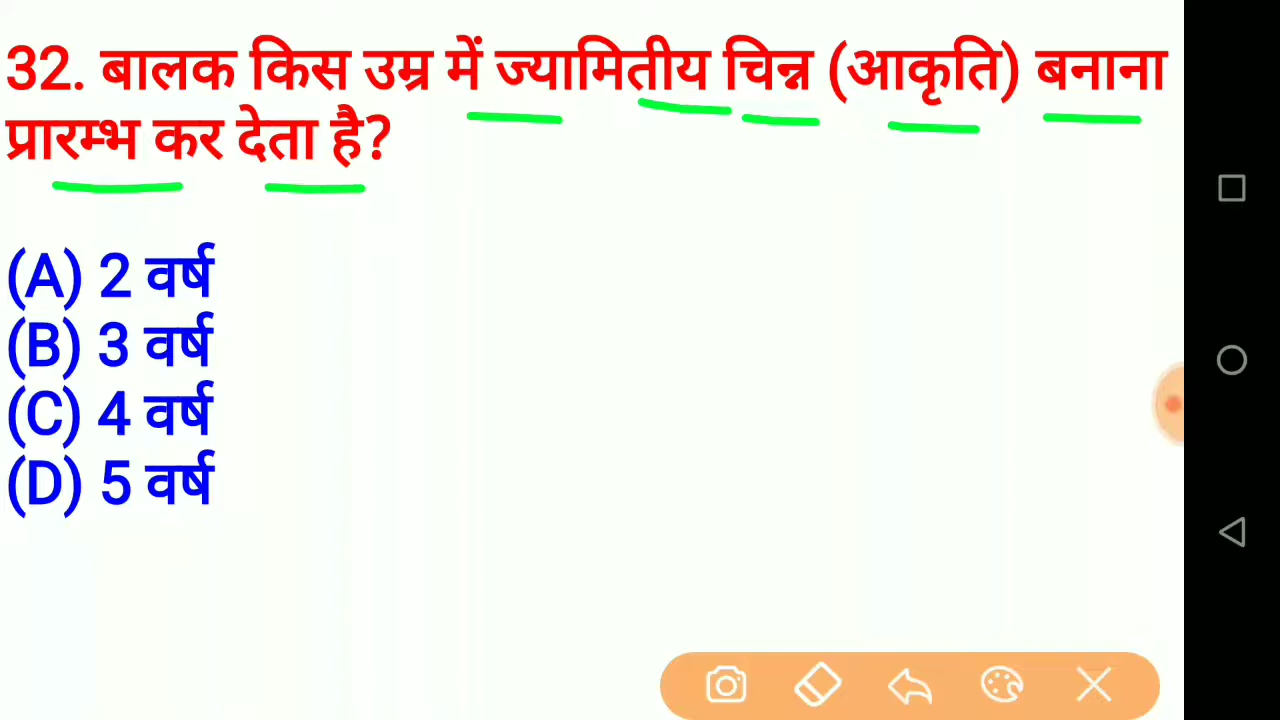 32. बालक किस उम्र में ज्यामितीय चिन्न (आकृति) बनाना
प्रारम्भ कर देता है?
(A) 2 वर्ष
(B) 3 वर्ष
(C) 4 वर्ष
(D) 5 वर्ष